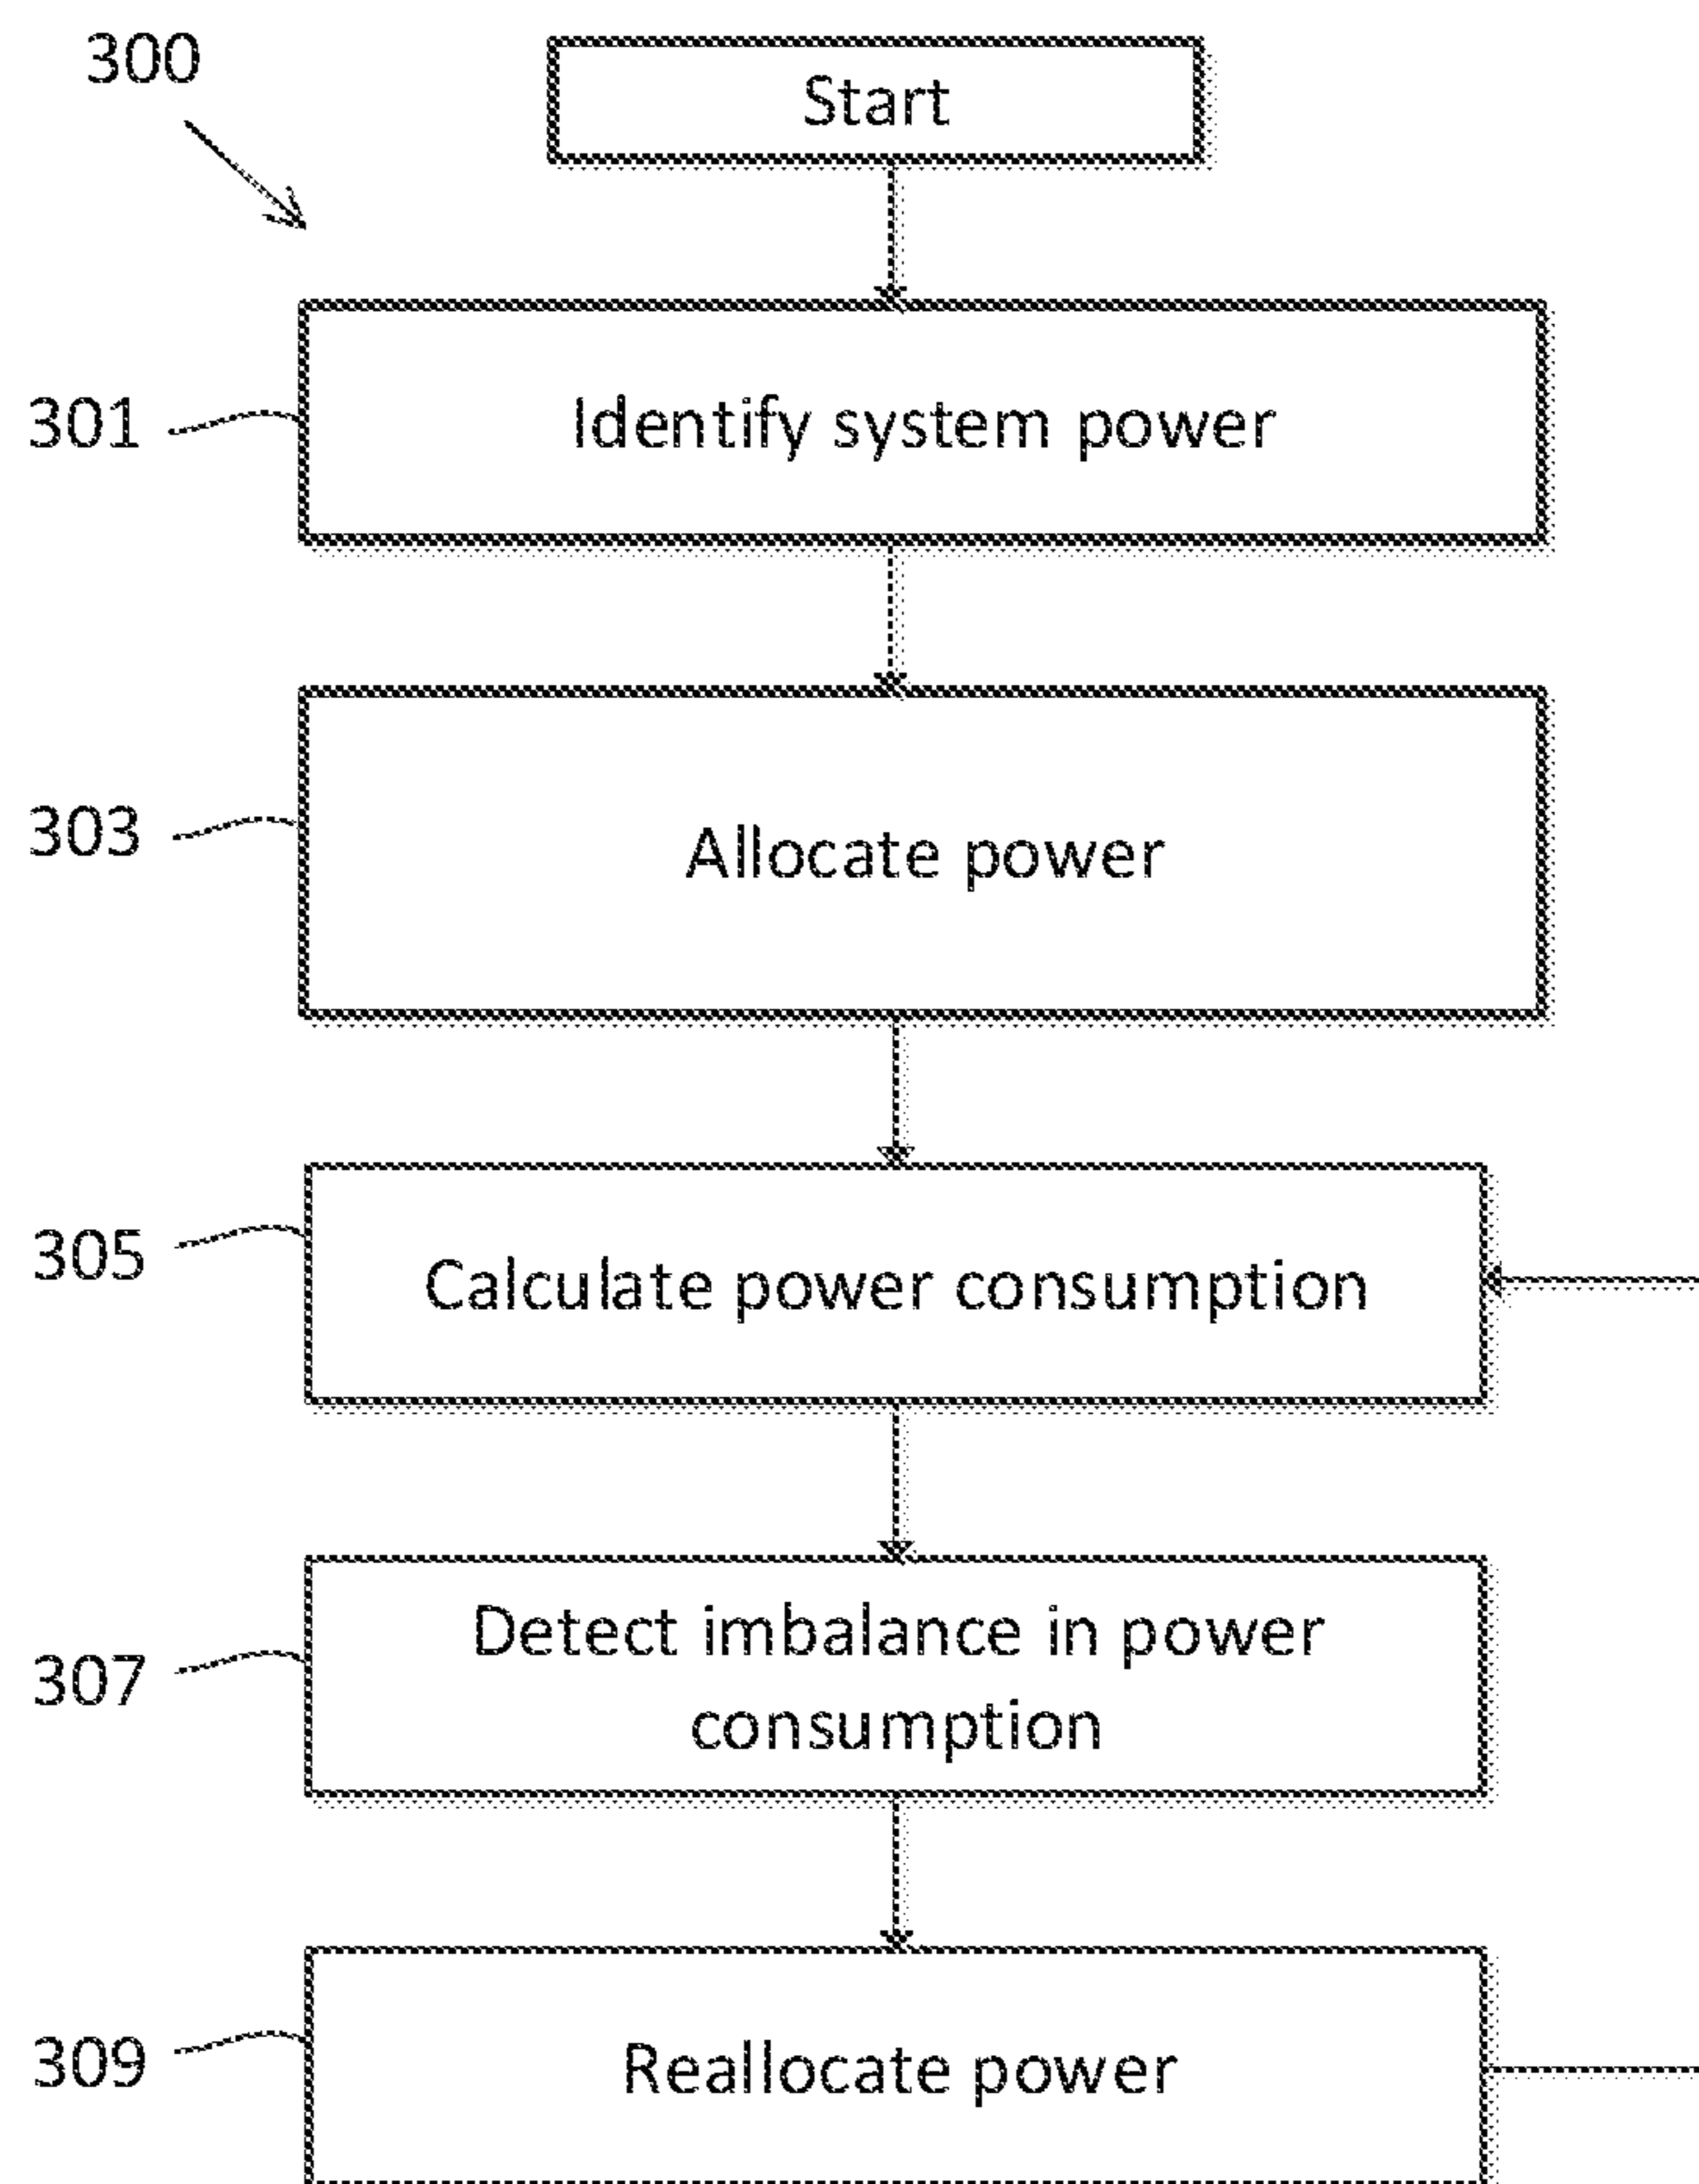 300
Start
301
Identify system power
303
Allocate power
305
Calculate power consumption
307
Detect imbalance in power
consumption
309
Reallocate power